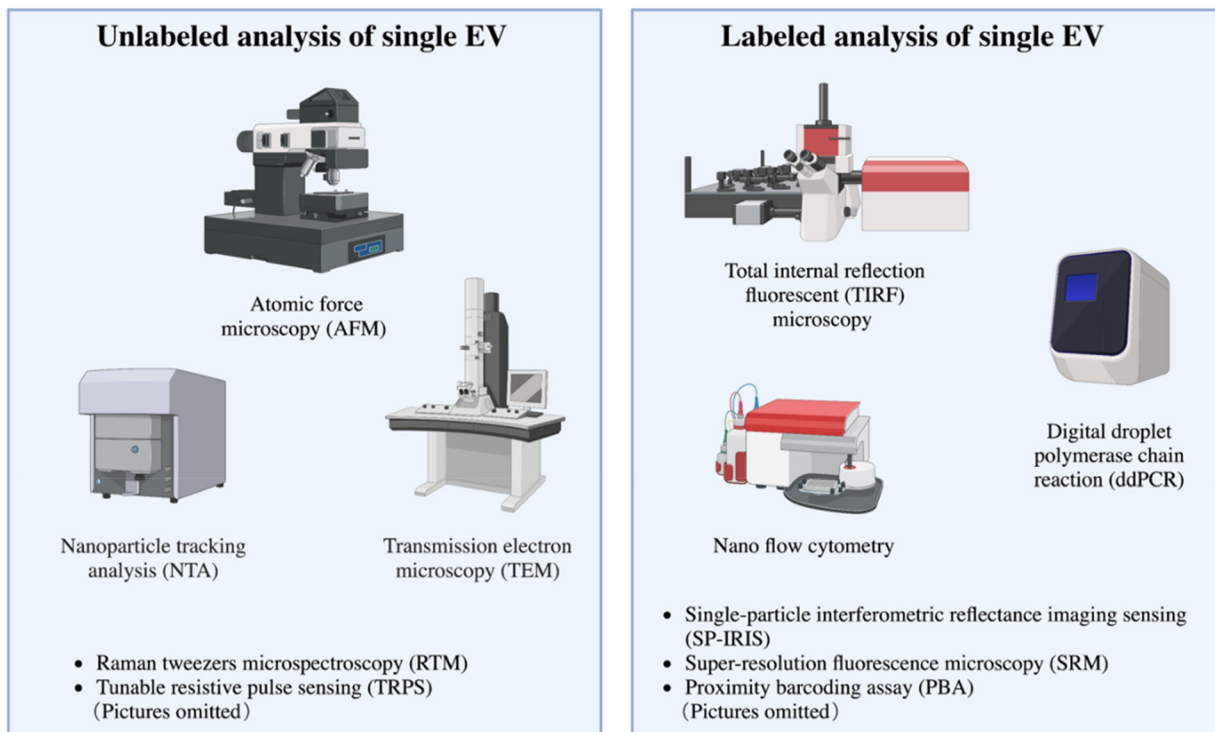 Unlabeled analysis of single EV
Atomic force
microscopy (AFM)
Nanoparticle tracking
analysis (NTA)
Transmission electron
microscopy (TEM)
• Raman tweezers microspectroscopy (RTM)
• Tunable resistive pulse sensing (TRPS)
（Pictures omitted）
Labeled analysis of single EV
Total internal reflection
fluorescent (TIRF)
microscopy
Digital droplet
polymerase chain
reaction (ddPCR)
Nano flow cytometry
• Single-particle interferometric reflectance imaging sensing
(SP-IRIS)
• Super-resolution fluorescence microscopy (SRM)
• Proximity barcoding assay (PBA)
（Pictures omitted）